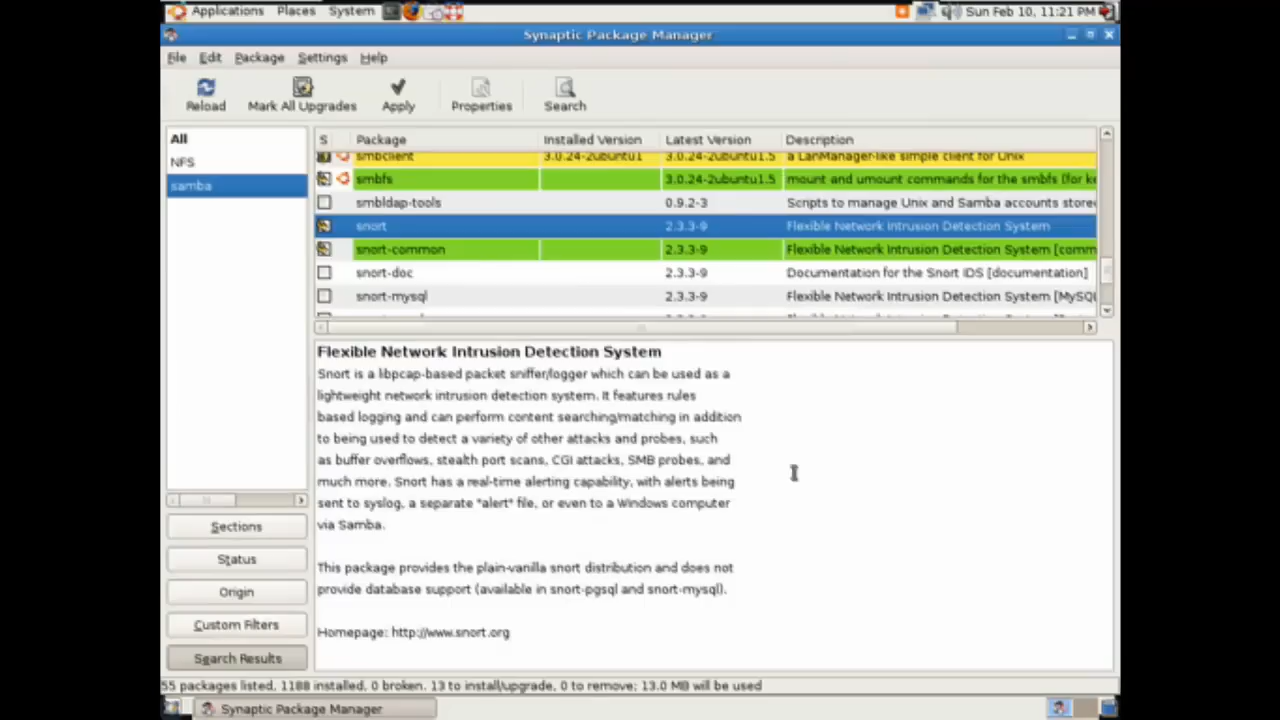 Applications Places System Sun Feb 10, 11:21 PM
Synaptic Package Manager
File Edit Package Settings Help
Reload Mark All Upgrades Apply Properties Search
All
NFS
samba
S Package Installed Version Latest Version Description
smbclient 3.0.24-2ubuntu1 3.0.24-2ubuntu1.5 a LanManager-like simple client for Unix
smbfs 3.0.24-2ubuntu1.5 mount and umount commands for the smbfs (for ke
smbldap-tools 0.9.2-3 Scripts to manage Unix and Samba accounts store
snort 2.3.3-9 Flexible Network Intrusion Detection System
snort-common 2.3.3-9 Flexible Network Intrusion Detection System [comm
snort-doc 2.3.3-9 Documentation for the Snort IDS [documentation]
snort-mysql 2.3.3-9 Flexible Network Intrusion Detection System [MySQL
Flexible Network Intrusion Detection System
Snort is a libpcap-based packet sniffer/logger which can be used as a
lightweight network intrusion detection system. It features rules
based logging and can perform content searching/matching in addition
to being used to detect a variety of other attacks and probes, such
as buffer overflows, stealth port scans, CGI attacks, SMB probes, and
much more. Snort has a real-time alerting capability, with alerts being
sent to syslog, a separate "alert" file, or even to a Windows computer
via Samba.
This package provides the plain-vanilla snort distribution and does not
provide database support (available in snort-pgsql and snort-mysql).
Homepage: http://www.snort.org
Sections
Status
Origin
Custom Filters
Search Results
55 packages listed, 1188 installed, 0 broken. 13 to install/upgrade, 0 to remove; 13.0 MB will be used
Synaptic Package Manager